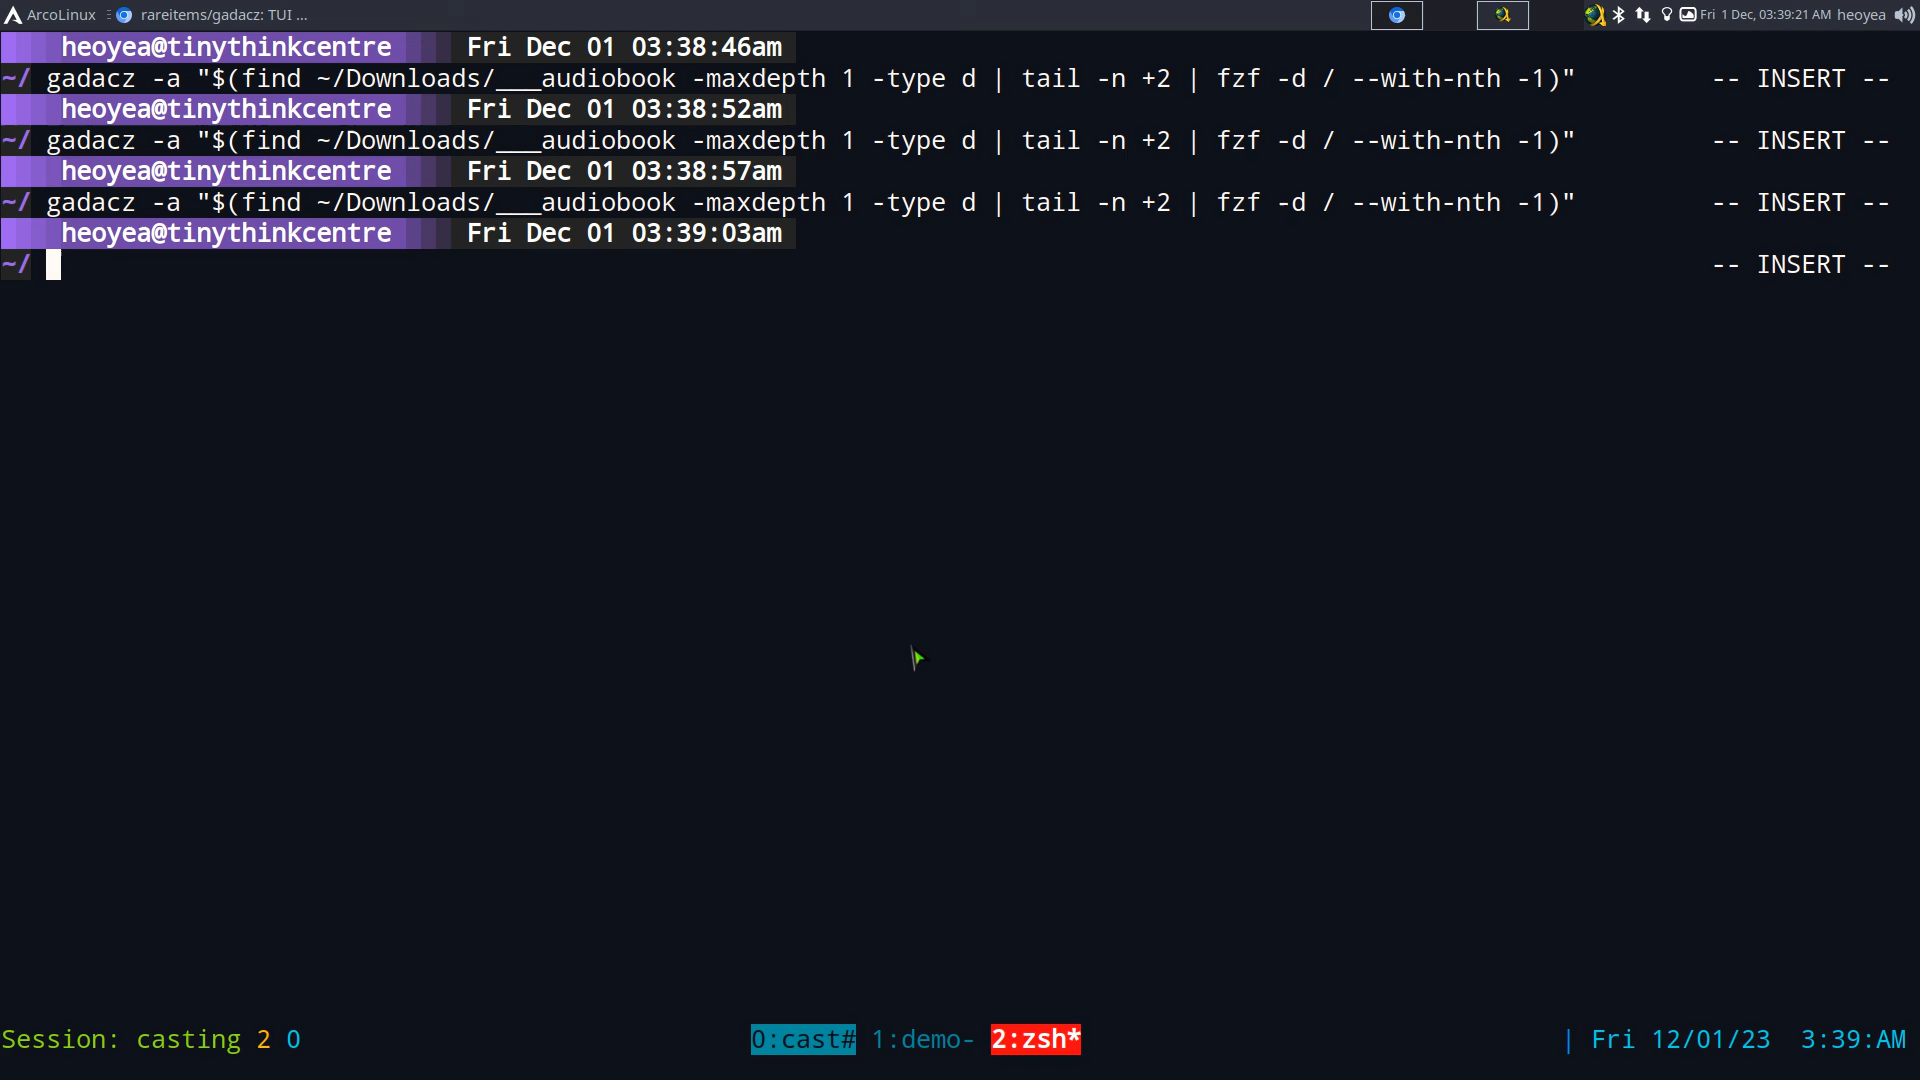 ArcoLinux rareitems/gadacz: TUI ... Fri 1 Dec, 03:39:21 AM heoyea
heoyea@tinythinkcentre Fri Dec 01 03:38:46am
~/ gadacz -a "$(find ~/Downloads/___audiobook -maxdepth 1 -type d | tail -n +2 | fzf -d / --with-nth -1)" -- INSERT --
heoyea@tinythinkcentre Fri Dec 01 03:38:52am
~/ gadacz -a "$(find ~/Downloads/___audiobook -maxdepth 1 -type d | tail -n +2 | fzf -d / --with-nth -1)" -- INSERT --
heoyea@tinythinkcentre Fri Dec 01 03:38:57am
~/ gadacz -a "$(find ~/Downloads/___audiobook -maxdepth 1 -type d | tail -n +2 | fzf -d / --with-nth -1)" -- INSERT --
heoyea@tinythinkcentre Fri Dec 01 03:39:03am
~/ -- INSERT --
Session: casting 2 0 0:cast# 1:demo- 2:zsh* | Fri 12/01/23 3:39:AM